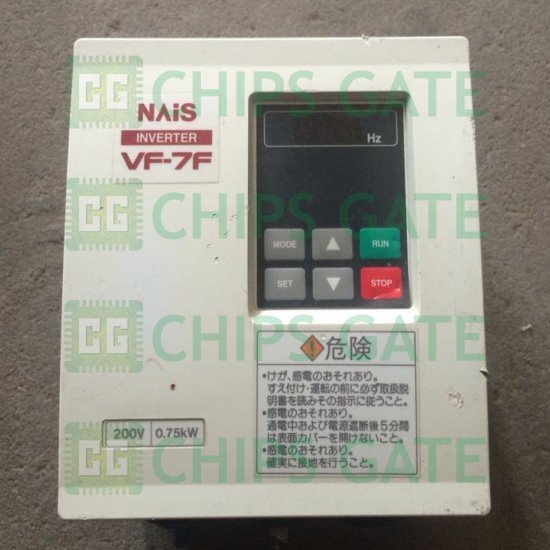 CG CHIPS GATE
NAiS
INVERTER
VF-7F
Hz
CG CHIPS GATE
MODE
RUN
SET
STOP
CG CHIPS GATE
危険
・けが、感電のおそれあり。
すえ付け・運転の前に必ず取扱説
明書を読みその指示に従うこと。
・感電のおそれあり。
通電中および電源遮断後5分間
は表面カバーを開けないこと。
・感電のおそれあり。
確実に接地を行うこと。
200V 0.75kW
CG CHIPS GATE